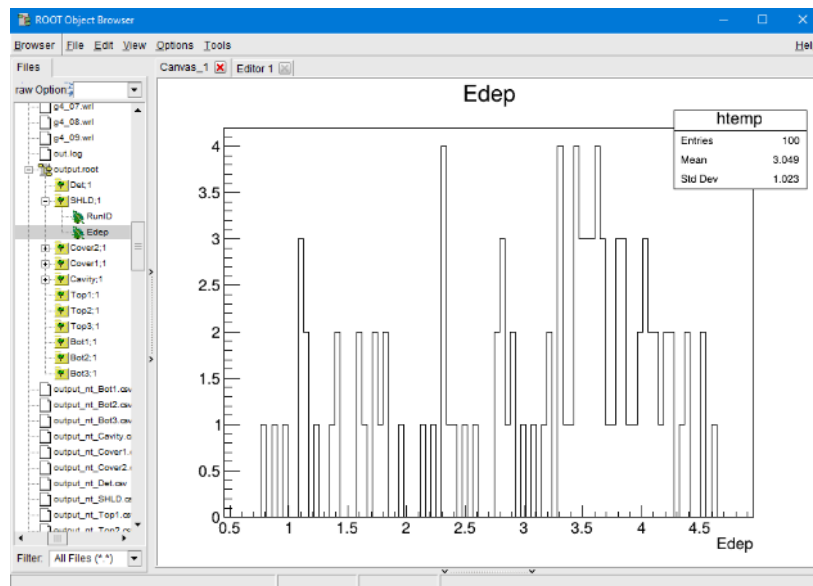 ROOT Object Browser
Browser File Edit View Options Tools Hel
Files
Canvas_1 Editor 1
raw Option:
g4_07.wrl
g4_08.wrl
g4_09.wrl
out.log
output.root
Det;1
SHLD;1
RunID
Edep
Cover2;1
Cover1;1
Cavity;1
Top1;1
Top2;1
Top3;1
Bot1;1
Bot2;1
Bot3;1
output_nt_Bot1.csv
output_nt_Bot2.csv
output_nt_Bot3.csv
output_nt_Cavity.c
output_nt_Cover1.
output_nt_Cover2.
output_nt_Det.csv
output_nt_SHLD.cs
output_nt_Top1.cs
output_nt_Top2.cs
Filter: All Files (*.*)
Edep
htemp
Entries 100
Mean 3.049
Std Dev 1.023
4
3.5
3
2.5
2
1.5
1
0.5
0
0.5 1 1.5 2 2.5 3 3.5 4 4.5
Edep